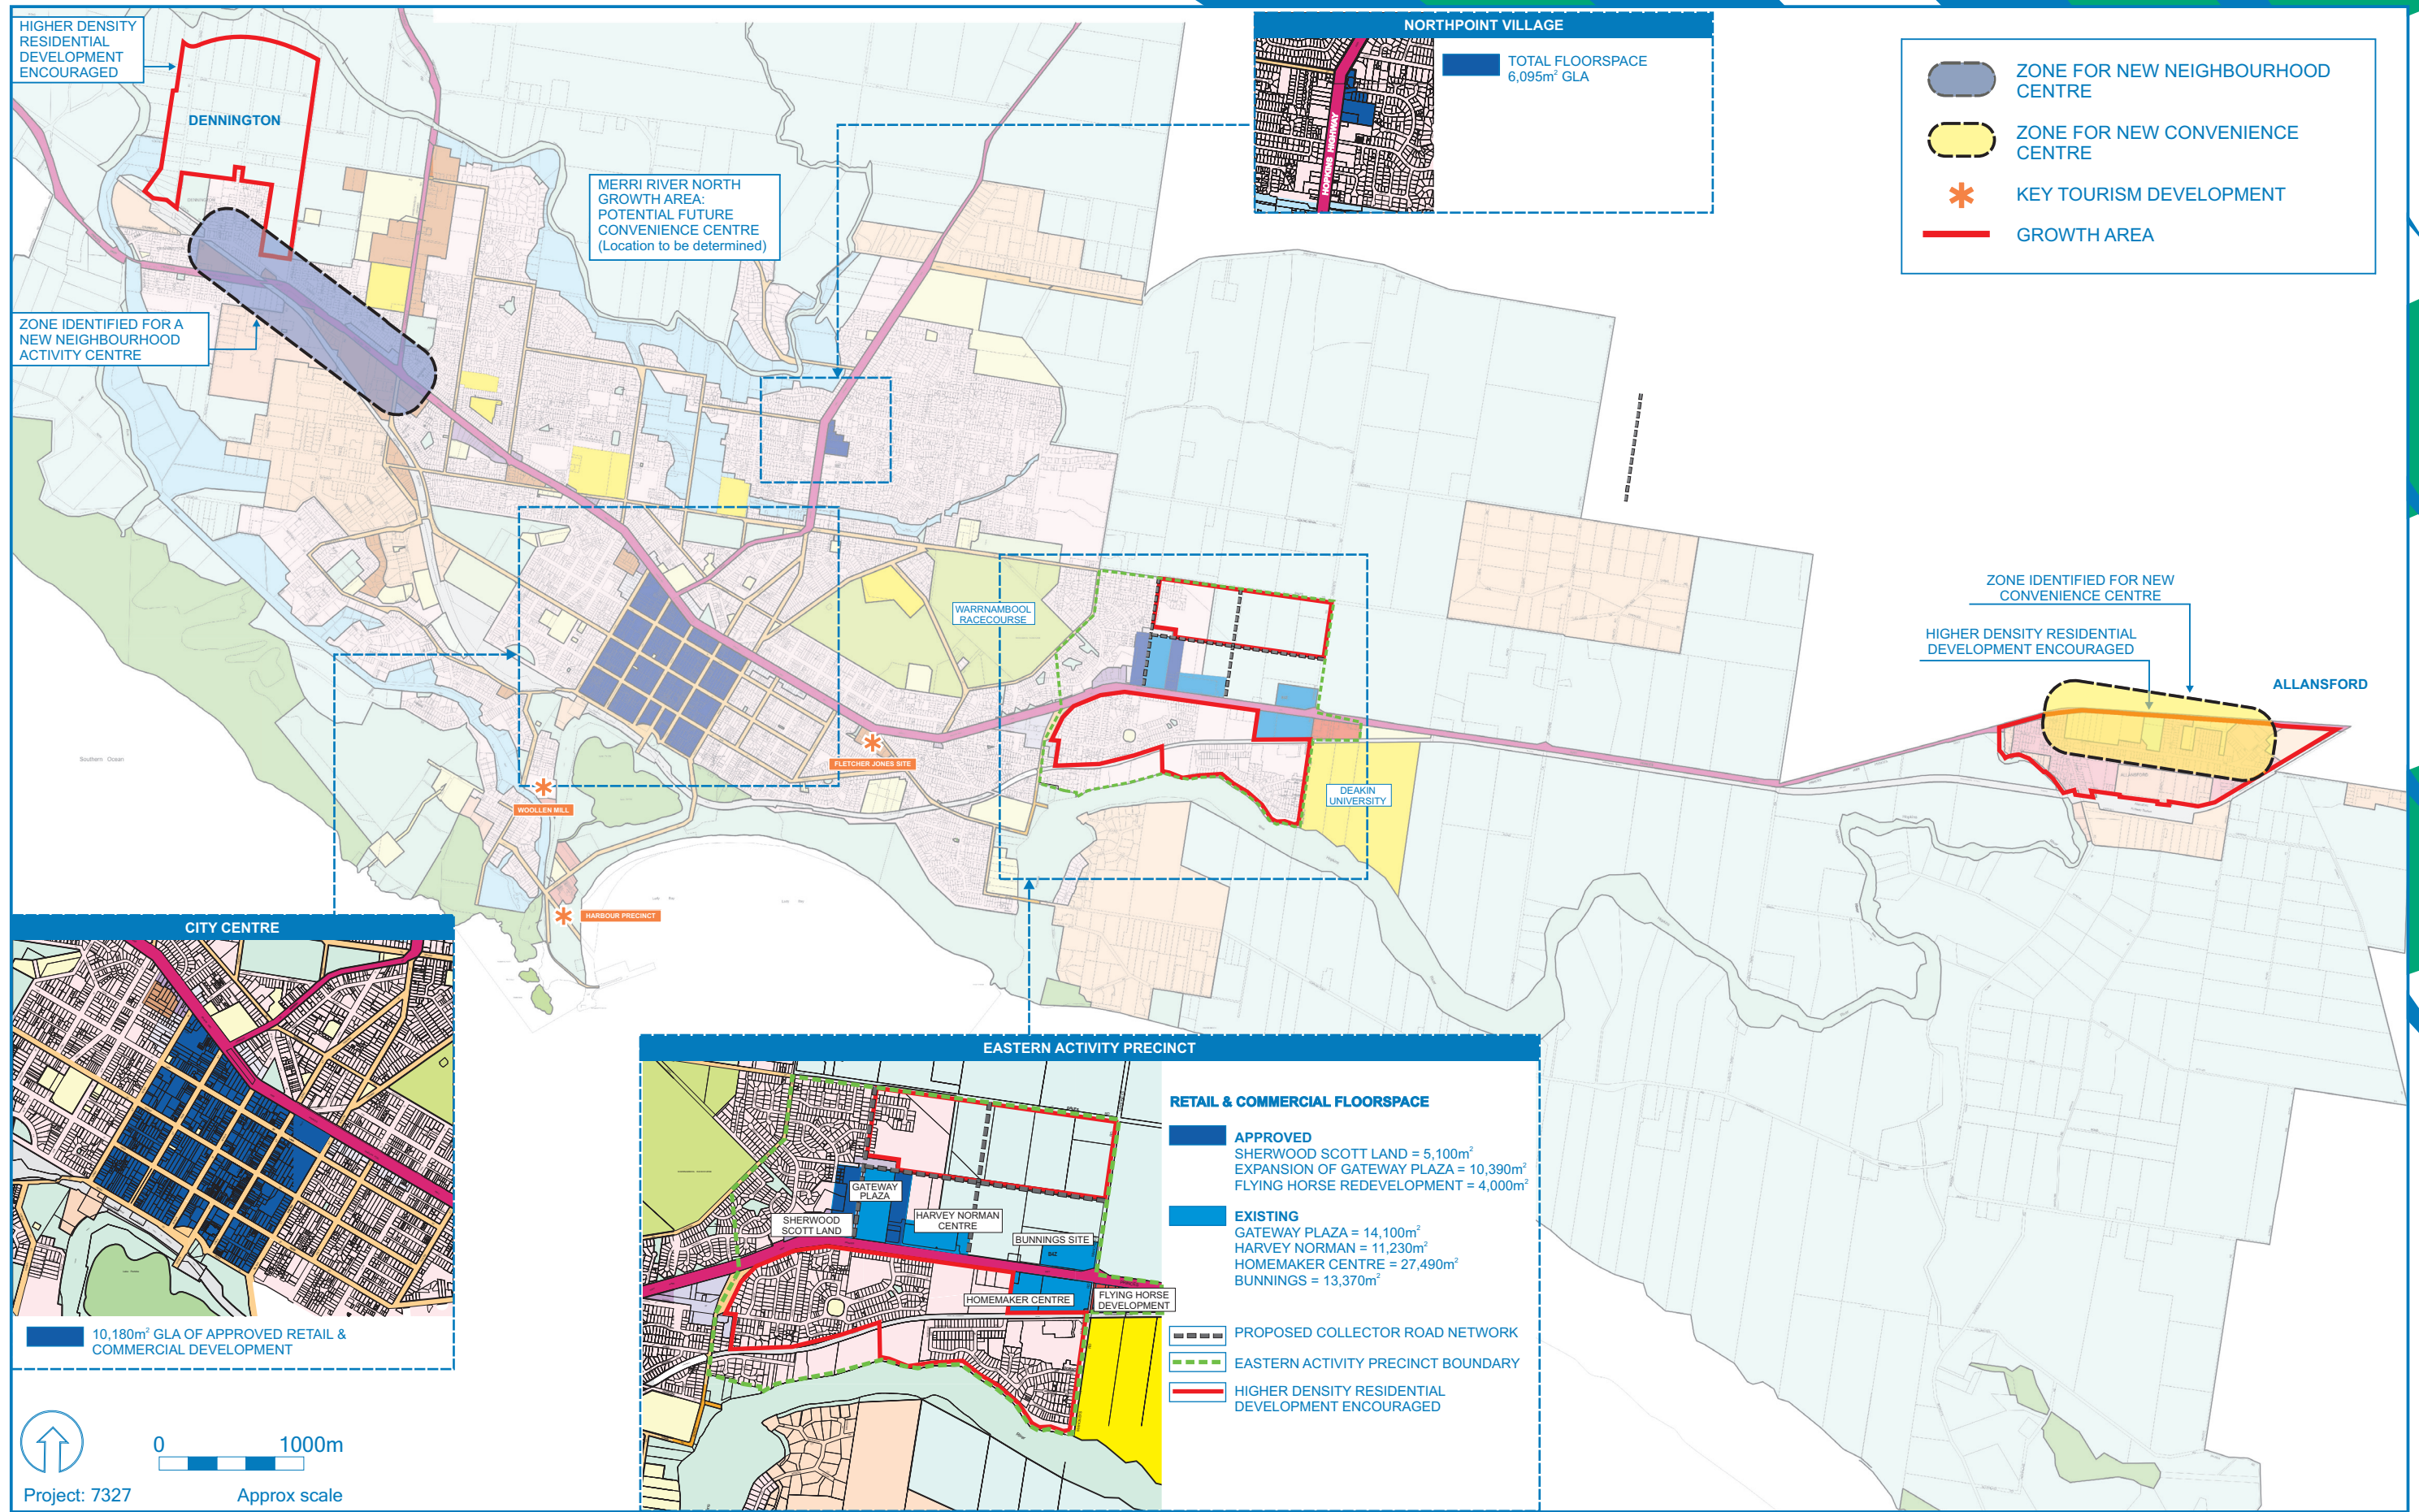 HIGHER DENSITY
RESIDENTIAL
DEVELOPMENT
ENCOURAGED
DENNINGTON
ZONE IDENTIFIED FOR A
NEW NEIGHBOURHOOD
ACTIVITY CENTRE
MERRI RIVER NORTH
GROWTH AREA:
POTENTIAL FUTURE
CONVENIENCE CENTRE
(Location to be determined)
NORTHPOINT VILLAGE
HOPKINS HIGHWAY
TOTAL FLOORSPACE
6,095m² GLA
ZONE FOR NEW NEIGHBOURHOOD
CENTRE
ZONE FOR NEW CONVENIENCE
CENTRE
KEY TOURISM DEVELOPMENT
GROWTH AREA
WARRNAMBOOL
RACECOURSE
ZONE IDENTIFIED FOR NEW
CONVENIENCE CENTRE
HIGHER DENSITY RESIDENTIAL
DEVELOPMENT ENCOURAGED
ALLANSFORD
ALLANSFORD
Southern Ocean
FLETCHER JONES SITE
WOOLLEN MILL
DEAKIN
UNIVERSITY
HARBOUR PRECINCT
CITY CENTRE
10,180m² GLA OF APPROVED RETAIL &
COMMERCIAL DEVELOPMENT
EASTERN ACTIVITY PRECINCT
GATEWAY
PLAZA
SHERWOOD
SCOTT LAND
HARVEY NORMAN
CENTRE
BUNNINGS SITE
HOMEMAKER CENTRE
FLYING HORSE
DEVELOPMENT
RETAIL & COMMERCIAL FLOORSPACE
APPROVED
SHERWOOD SCOTT LAND = 5,100m²
EXPANSION OF GATEWAY PLAZA = 10,390m²
FLYING HORSE REDEVELOPMENT = 4,000m²
EXISTING
GATEWAY PLAZA = 14,100m²
HARVEY NORMAN = 11,230m²
HOMEMAKER CENTRE = 27,490m²
BUNNINGS = 13,370m²
PROPOSED COLLECTOR ROAD NETWORK
EASTERN ACTIVITY PRECINCT BOUNDARY
HIGHER DENSITY RESIDENTIAL
DEVELOPMENT ENCOURAGED
0 1000m
Project: 7327 Approx scale